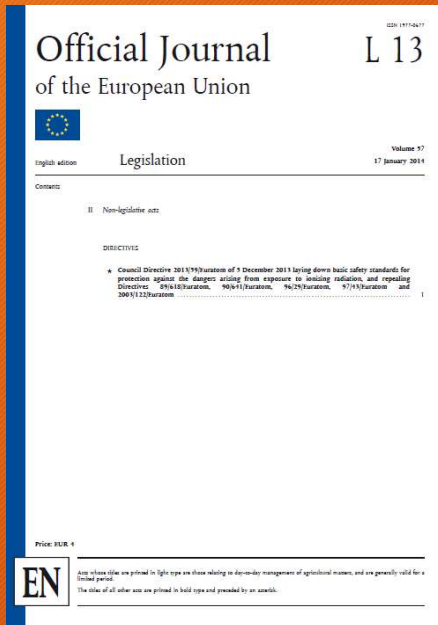 ISSN 1977-0677
Official Journal
L 13
of the European Union
Volume 57
English edition
Legislation
17 January 2014
Contents
II Non-legislative acts
DIRECTIVES
★ Council Directive 2013/59/Euratom of 5 December 2013 laying down basic safety standards for
protection against the dangers arising from exposure to ionising radiation, and repealing
Directives 89/618/Euratom, 90/641/Euratom, 96/29/Euratom, 97/43/Euratom and
2003/122/Euratom ........................................................ 1
Price: EUR 4
EN
Acts whose titles are printed in light type are those relating to day-to-day management of agricultural matters, and are generally valid for a
limited period.
The titles of all other acts are printed in bold type and preceded by an asterisk.